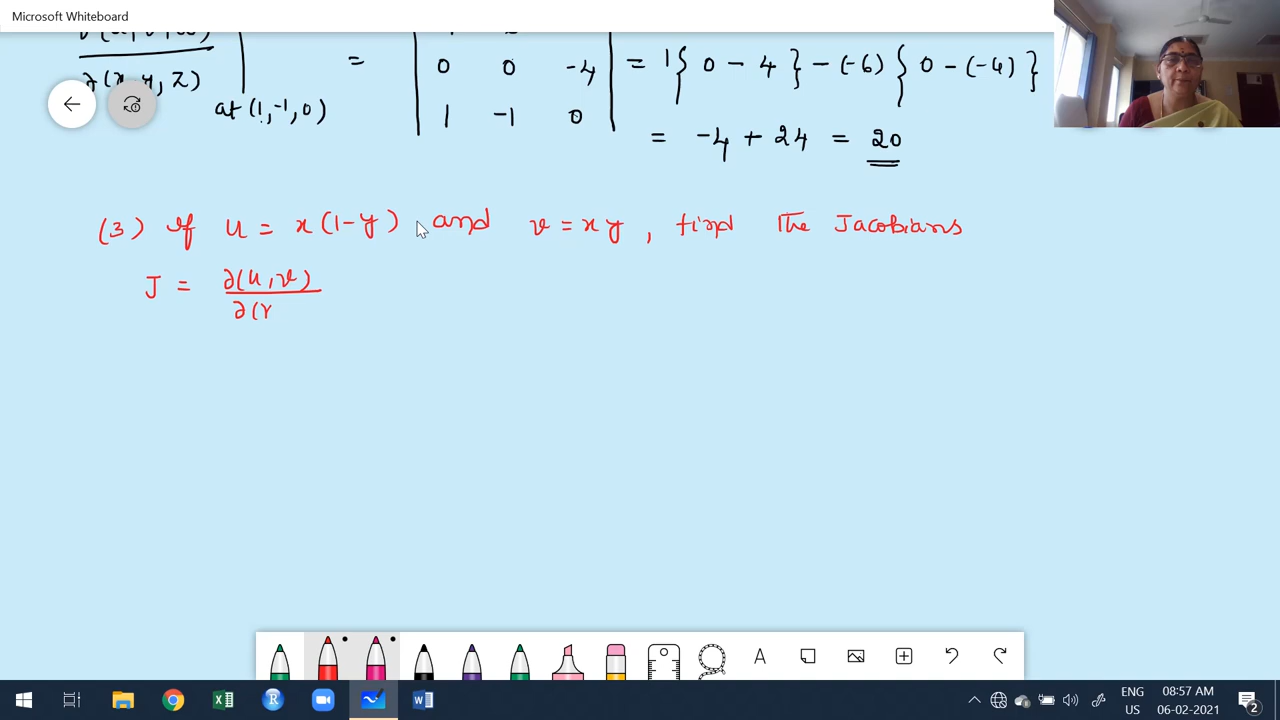 Microsoft Whiteboard
∂(x, y, z)
at (1, -1, 0)
=
0 0 -4
1 -1 0
= 1{ 0 - 4 } - (-6) { 0 - (-4) }
= -4 + 24 = 20
(3) If u = x(1-y) and v = xy, find the Jacobians
J = ∂(u, v)
∂(x
ENG
US
08:57 AM
06-02-2021
2